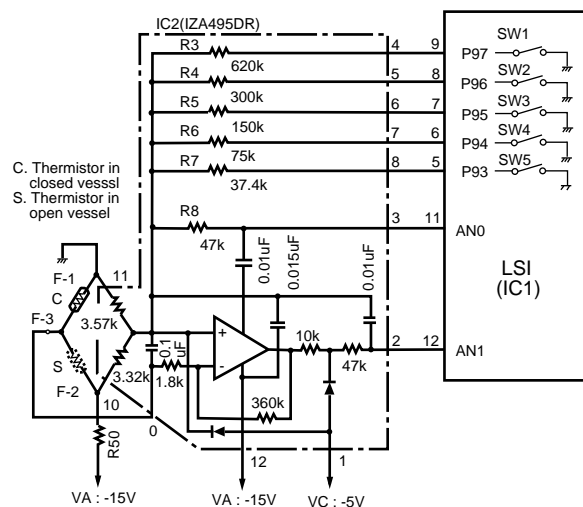 IC2(IZA495DR)
R3
620k
4
9
P97
SW1
R4
300k
5
8
P96
SW2
R5
150k
6
7
P95
SW3
R6
75k
7
6
P94
SW4
R7
37.4k
8
5
P93
SW5
C. Thermistor in
closed vesssl
S. Thermistor in
open vessel
R8
47k
3
11
AN0
LSI
(IC1)
0.01uF
0.015uF
0.01uF
F-1
C
11
F-3
3.57k
S
3.32k
F-2
10
0.1
uF
1.8k
+
-
10k
47k
2
12
AN1
360k
R50
0
12
1
VA : -15V
VA : -15V
VC: -5V